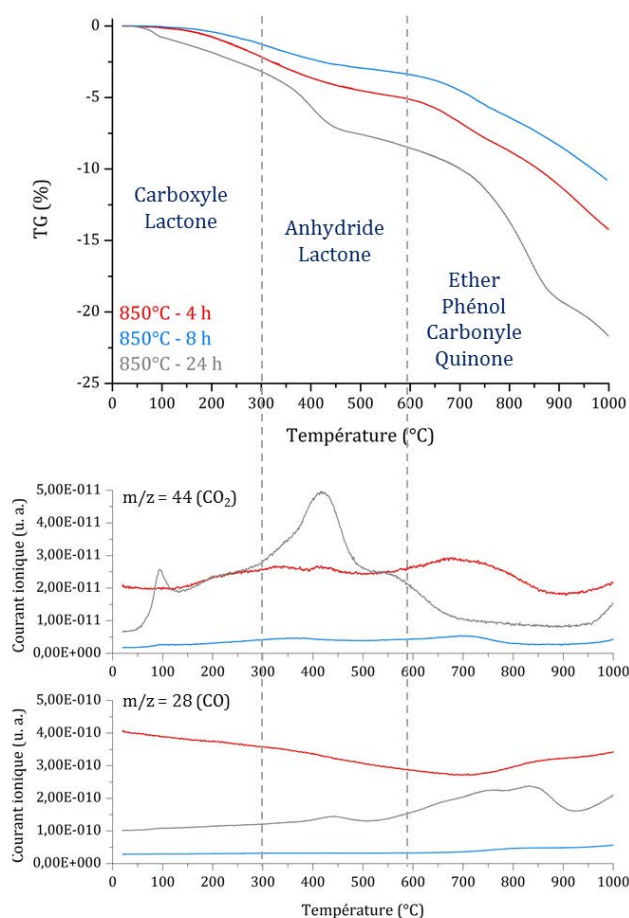 0
-5
-10
-15
-20
-25
TG (%)
Carboxyle
Lactone
Anhydride
Lactone
Ether
Phénol
Carbonyle
Quinone
850°C - 4 h
850°C - 8 h
850°C - 24 h
0 100 200 300 400 500 600 700 800 900 1000
Température (°C)
m/z = 44 (CO₂)
5,00E-011
4,00E-011
3,00E-011
2,00E-011
1,00E-011
0,00E+000
Courant ionique (u. a.)
0 100 200 300 400 500 600 700 800 900 1000
m/z = 28 (CO)
5,00E-010
4,00E-010
3,00E-010
2,00E-010
1,00E-010
0,00E+000
Courant ionique (u. a.)
0 100 200 300 400 500 600 700 800 900 1000
Température (°C)